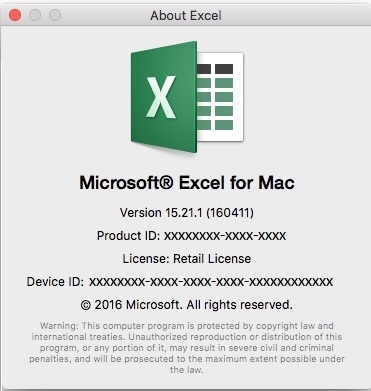 About Excel
X
Microsoft® Excel for Mac
Version 15.21.1 (160411)
Product ID: XXXXXXXX-XXXX-XXXX
License: Retail License
Device ID: XXXXXXXX-XXXX-XXXX-XXXX-XXXXXXXXXXXX
© 2016 Microsoft. All rights reserved.
Warning: This computer program is protected by copyright law and
international treaties. Unauthorized reproduction or distribution of this
program, or any portion of it, may result in severe civil and criminal
penalties, and will be prosecuted to the maximum extent possible under
the law.